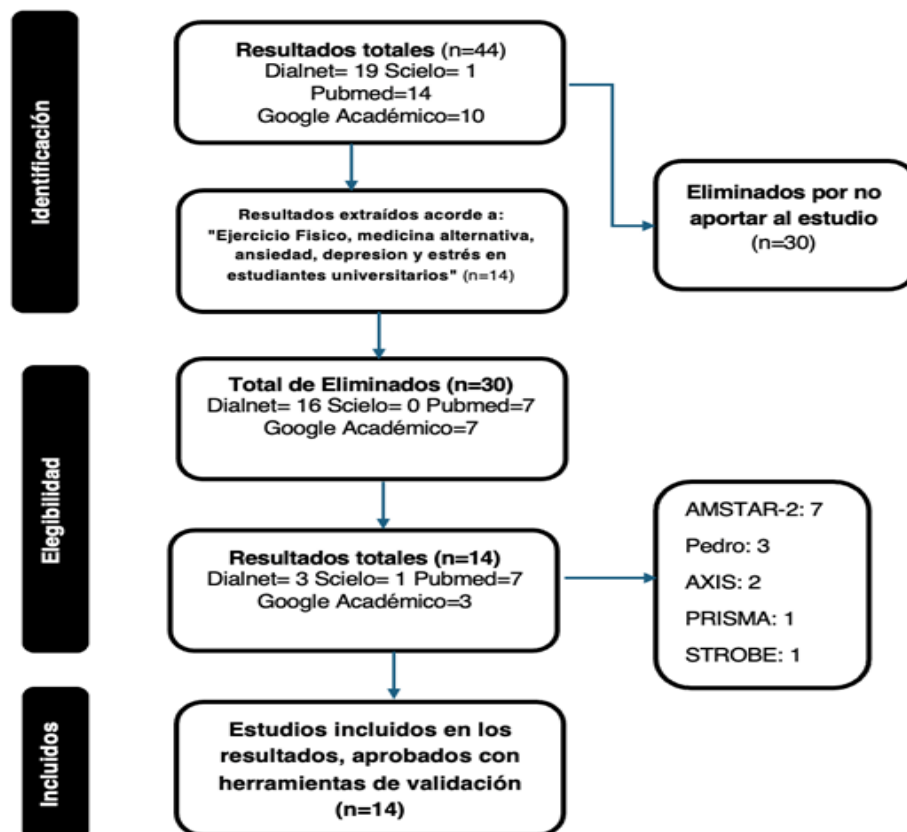 Identificación
Resultados totales (n=44)
Dialnet= 19 Scielo= 1
Pubmed=14
Google Académico=10
Eliminados por no
aportar al estudio
(n=30)
Resultados extraídos acorde a:
"Ejercicio Fisico, medicina alternativa,
ansiedad, depresion y estrés en
estudiantes universitarios" (n=14)
Elegibilidad
Total de Eliminados (n=30)
Dialnet= 16 Scielo= 0 Pubmed=7
Google Académico=7
Resultados totales (n=14)
Dialnet= 3 Scielo= 1 Pubmed=7
Google Académico=3
AMSTAR-2: 7
Pedro: 3
AXIS: 2
PRISMA: 1
STROBE: 1
Incluidos
Estudios incluidos en los
resultados, aprobados con
herramientas de validación
(n=14)